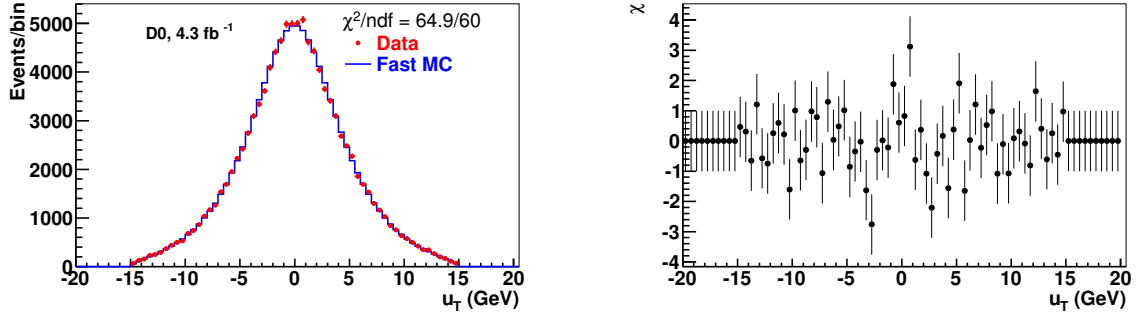 Events/bin
5000
4000
3000
2000
1000
0
D0, 4.3 fb⁻¹
χ²/ndf = 64.9/60
Data
Fast MC
-20 -15 -10 -5 0 5 10 15 20
u_T (GeV)
χ
4
3
2
1
0
-1
-2
-3
-4
-20 -15 -10 -5 0 5 10 15 20
u_T (GeV)